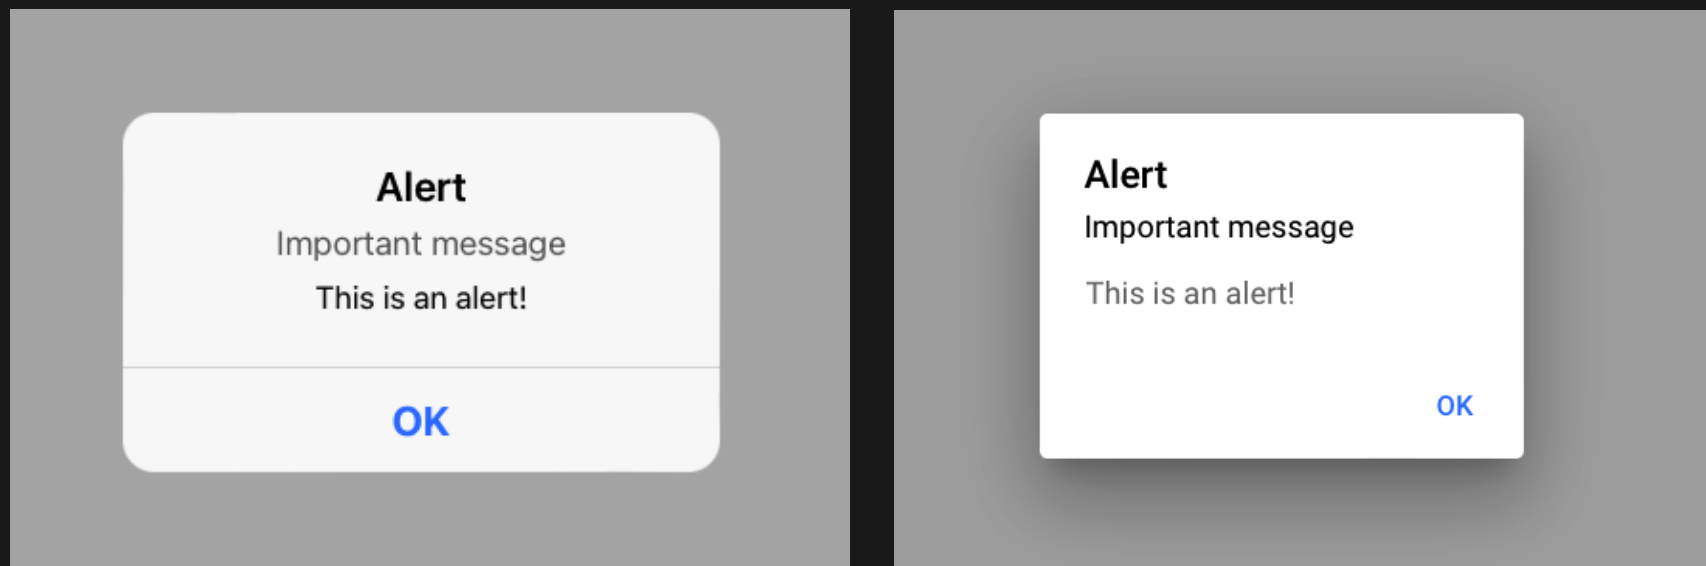 Alert
Important message
This is an alert!
OK
Alert
Important message
This is an alert!
OK